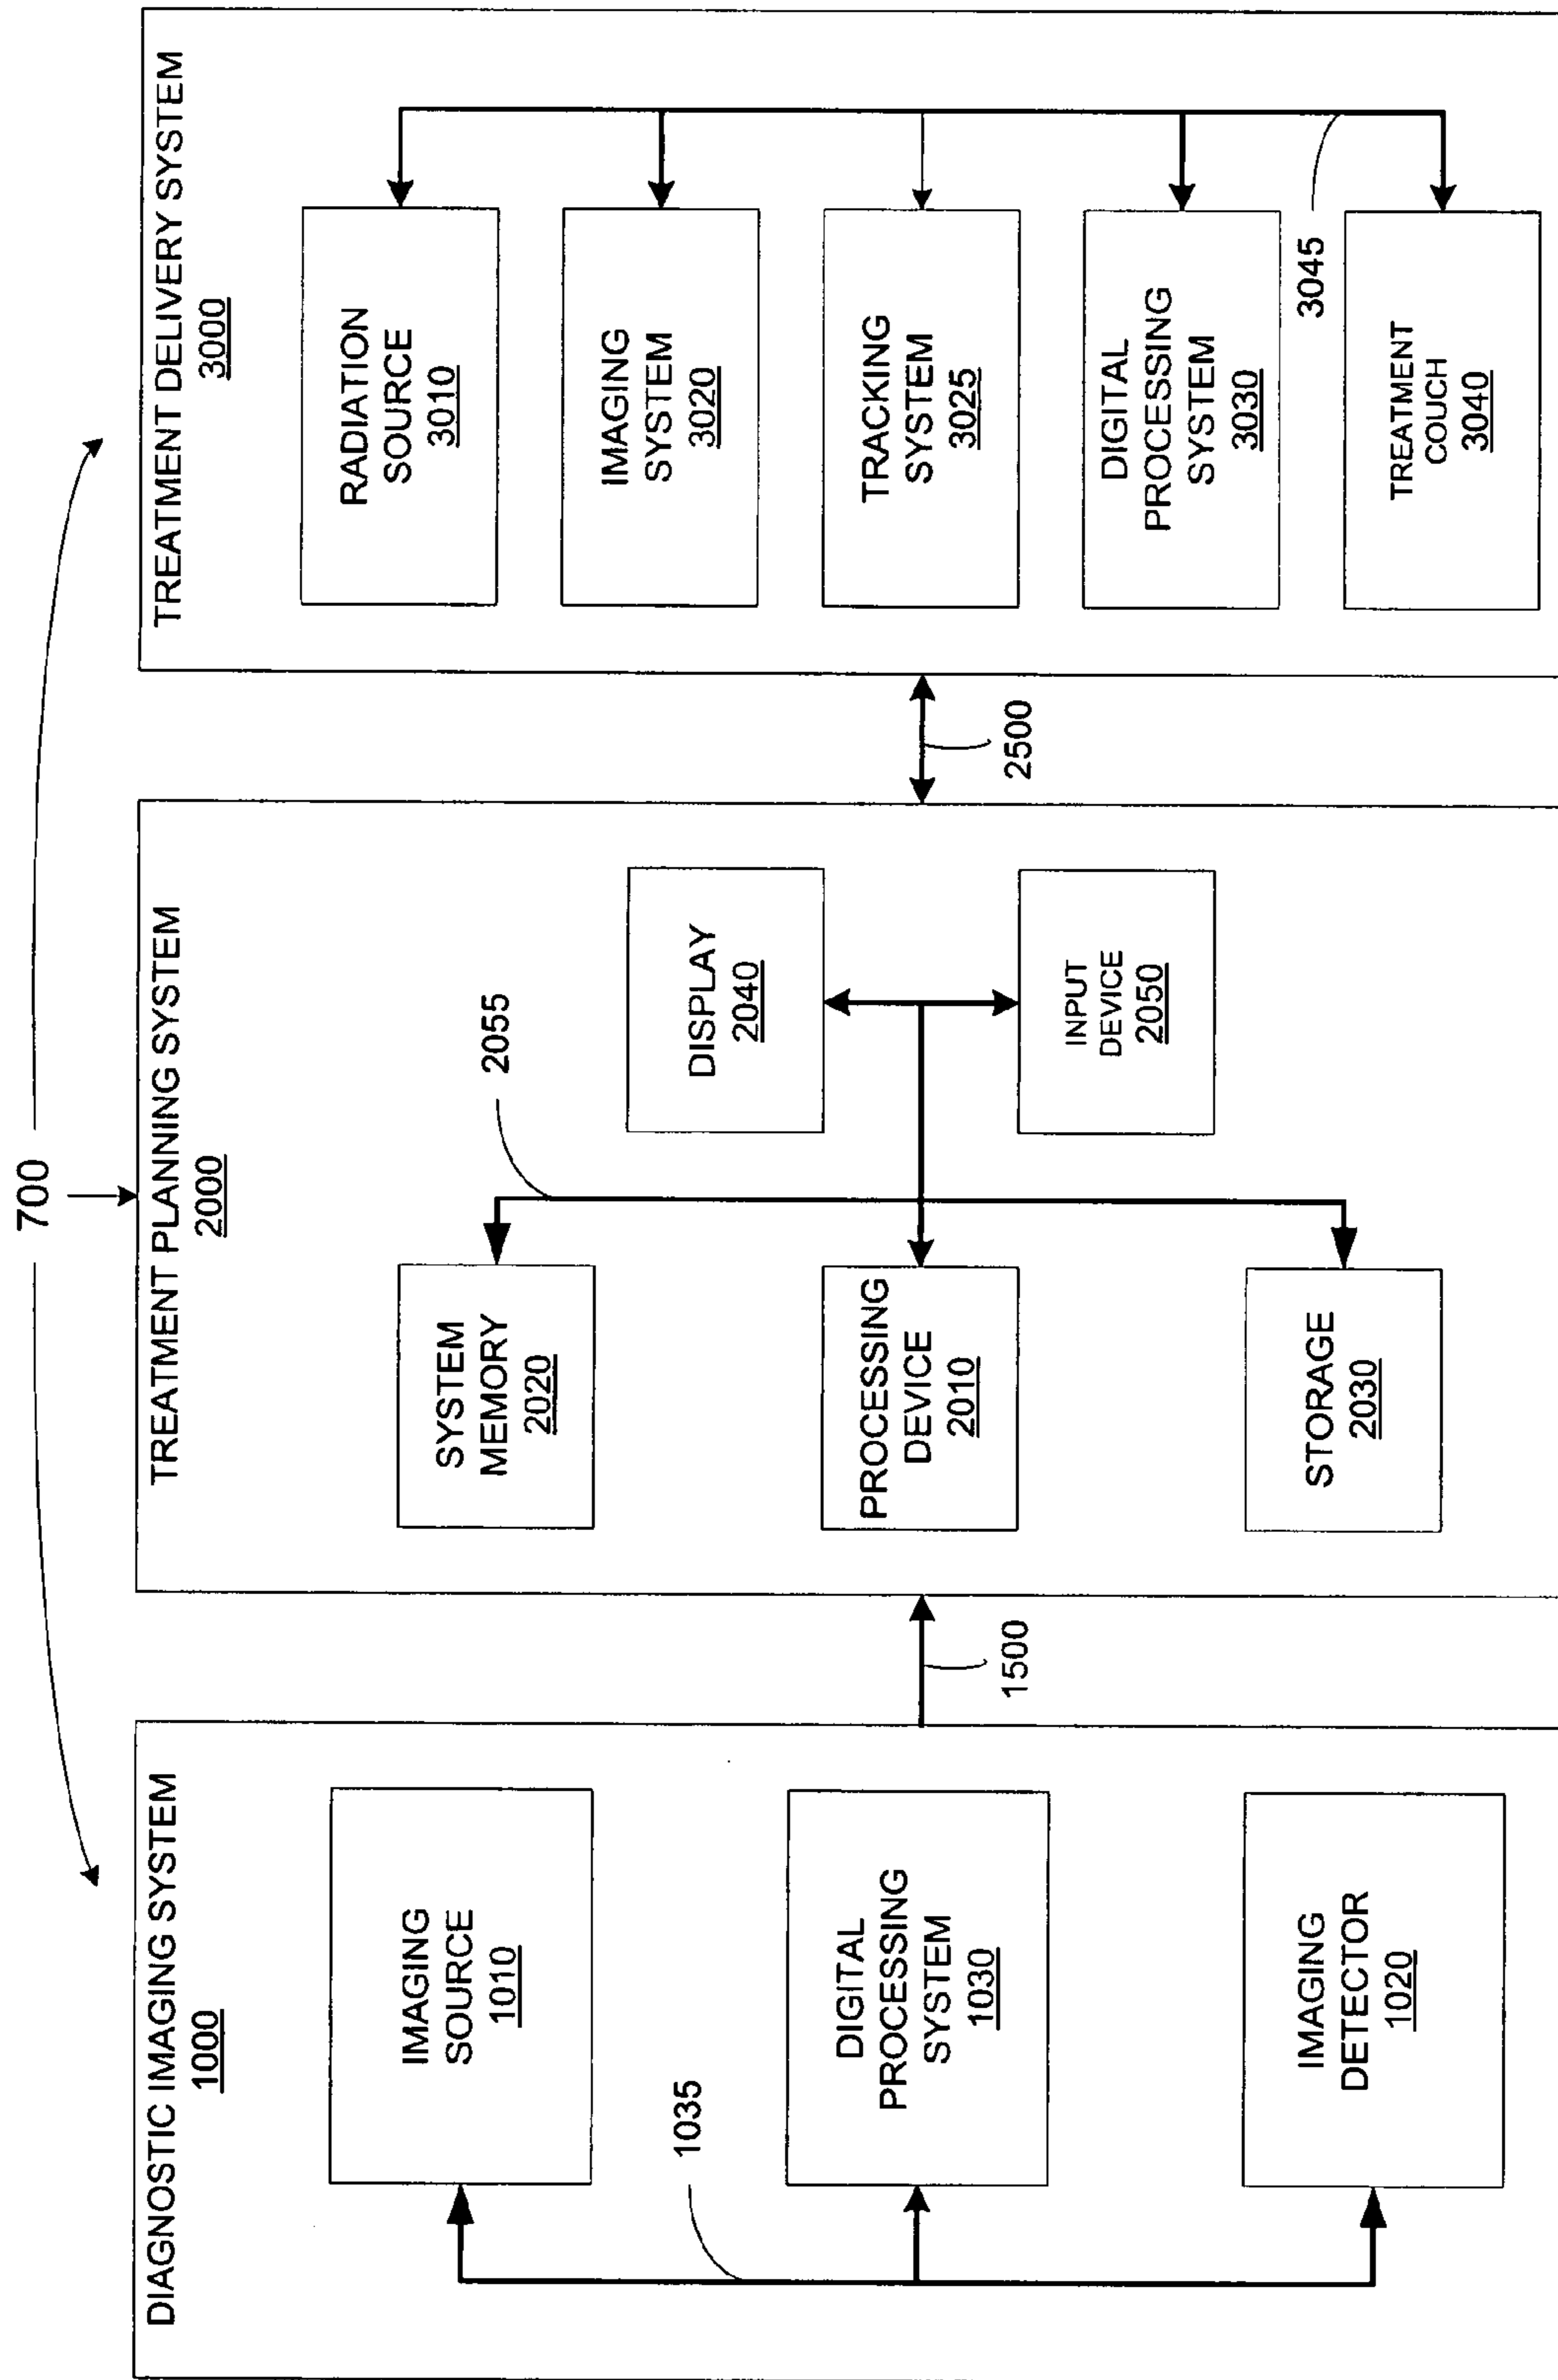 700
DIAGNOSTIC IMAGING SYSTEM
1000
IMAGING
SOURCE
1010
1035
DIGITAL
PROCESSING
SYSTEM
1030
IMAGING
DETECTOR
1020
1500
TREATMENT PLANNING SYSTEM
2000
2055
SYSTEM
MEMORY
2020
PROCESSING
DEVICE
2010
STORAGE
2030
DISPLAY
2040
INPUT
DEVICE
2050
2500
TREATMENT DELIVERY SYSTEM
3000
RADIATION
SOURCE
3010
IMAGING
SYSTEM
3020
TRACKING
SYSTEM
3025
DIGITAL
PROCESSING
SYSTEM
3030
3045
TREATMENT
COUCH
3040